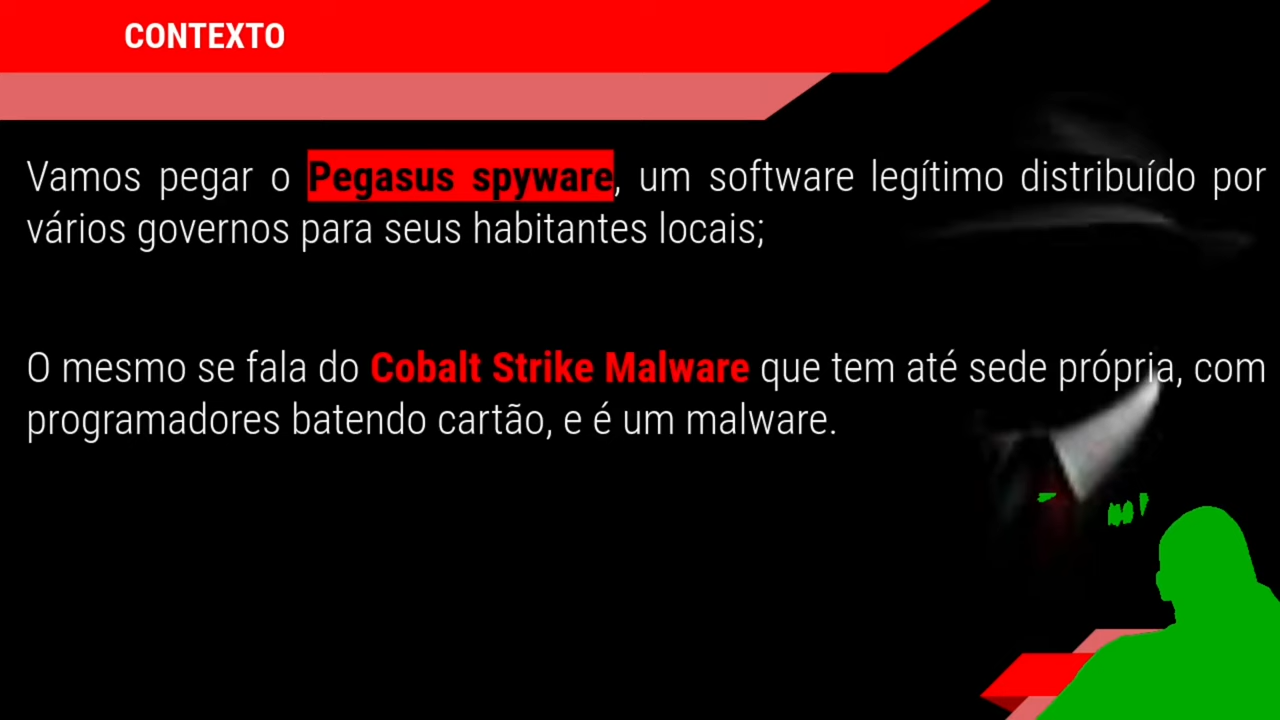 CONTEXTO
Vamos pegar o Pegasus spyware, um software legítimo distribuído por
vários governos para seus habitantes locais;
O mesmo se fala do Cobalt Strike Malware que tem até sede própria, com
programadores batendo cartão, e é um malware.